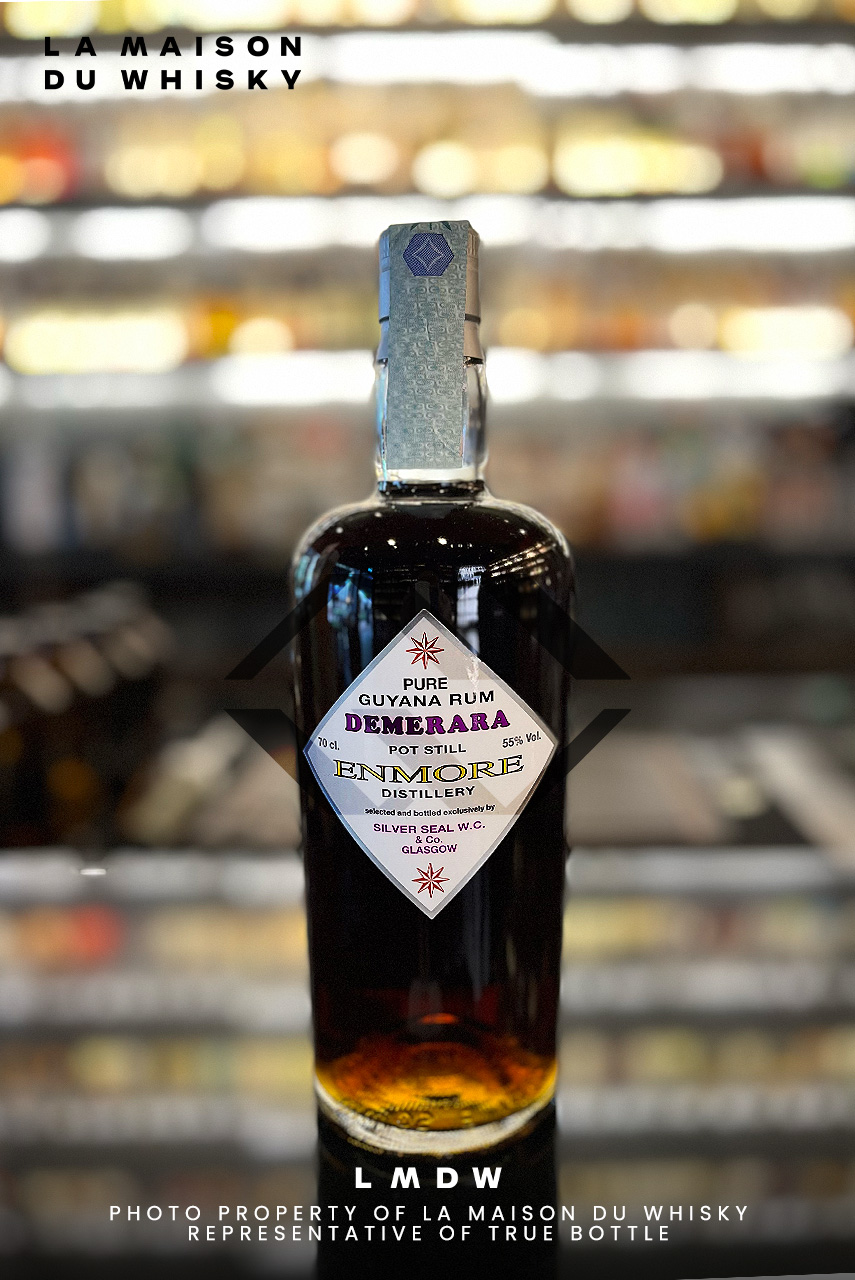 LA MAISON
DU WHISKY
PURE
GUYANA RUM
DEMERARA
70 cl.
POT STILL
55% Vol.
ENMORE
DISTILLERY
selected and bottled exclusively by
SILVER SEAL W.C.
& Co.
GLASGOW
LMDW
PHOTO PROPERTY OF LA MAISON DU WHISKY
REPRESENTATIVE OF TRUE BOTTLE